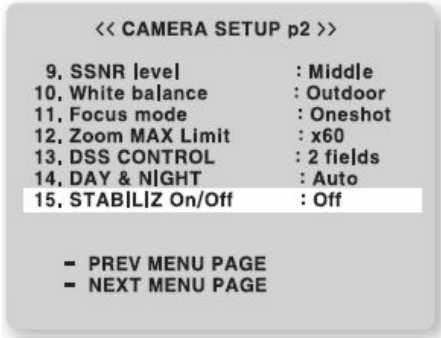 << CAMERA SETUP p2 >>
9. SSNR level : Middle
10. White balance : Outdoor
11. Focus mode : Oneshot
12. Zoom MAX Limit : x60
13. DSS CONTROL : 2 fields
14. DAY & NIGHT : Auto
15. STABILIZ On/Off : Off
- PREV MENU PAGE
- NEXT MENU PAGE